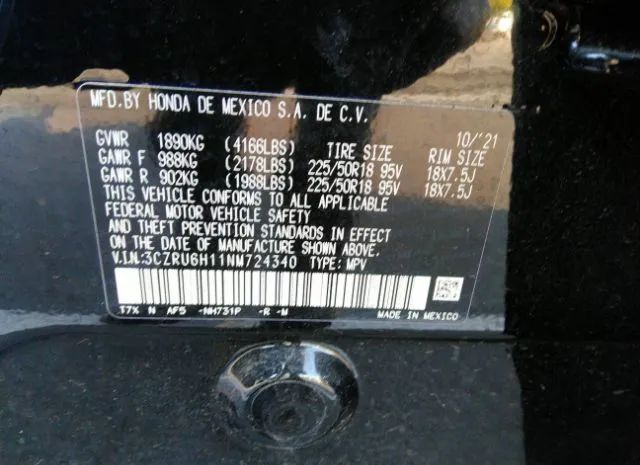 MFD.BY HONDA DE MEXICO S.A. DE C.V.
10/'21
GVWR 1890KG (4166LBS) TIRE SIZE RIM SIZE
GAWR F 988KG (2178LBS) 225/50R18 95V 18X7.5J
GAWR R 902KG (1988LBS) 225/50R18 95V 18X7.5J
THIS VEHICLE CONFORMS TO ALL APPLICABLE
FEDERAL MOTOR VEHICLE SAFETY
AND THEFT PREVENTION STANDARDS IN EFFECT
ON THE DATE OF MANUFACTURE SHOWN ABOVE.
V.I.N:3CZRU6H11NM724340 TYPE: MPV
T7X N AF5 -NH731P -R -M MADE IN MEXICO